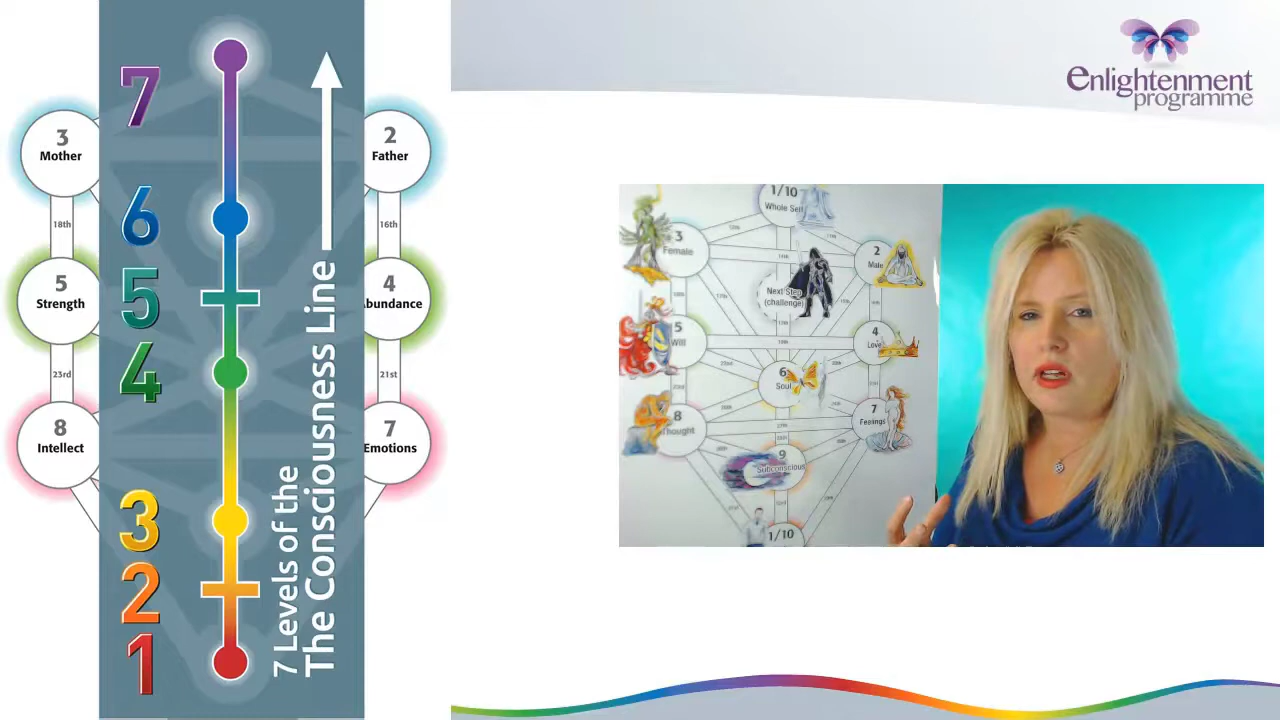 7
6
5
4
3
2
1
7 Levels of the
The Consciousness Line
3
Mother
2
Father
18th
16th
5
Strength
4
bundance
23rd
21st
8
Intellect
7
Emotions
enlightenment
programme
1/10
Whole Self
3
Female
2
Male
Next Step
(challenge)
5
Will
4
Love
6
Soul
8
Thought
7
Feelings
9
Subconscious
1/10
17th